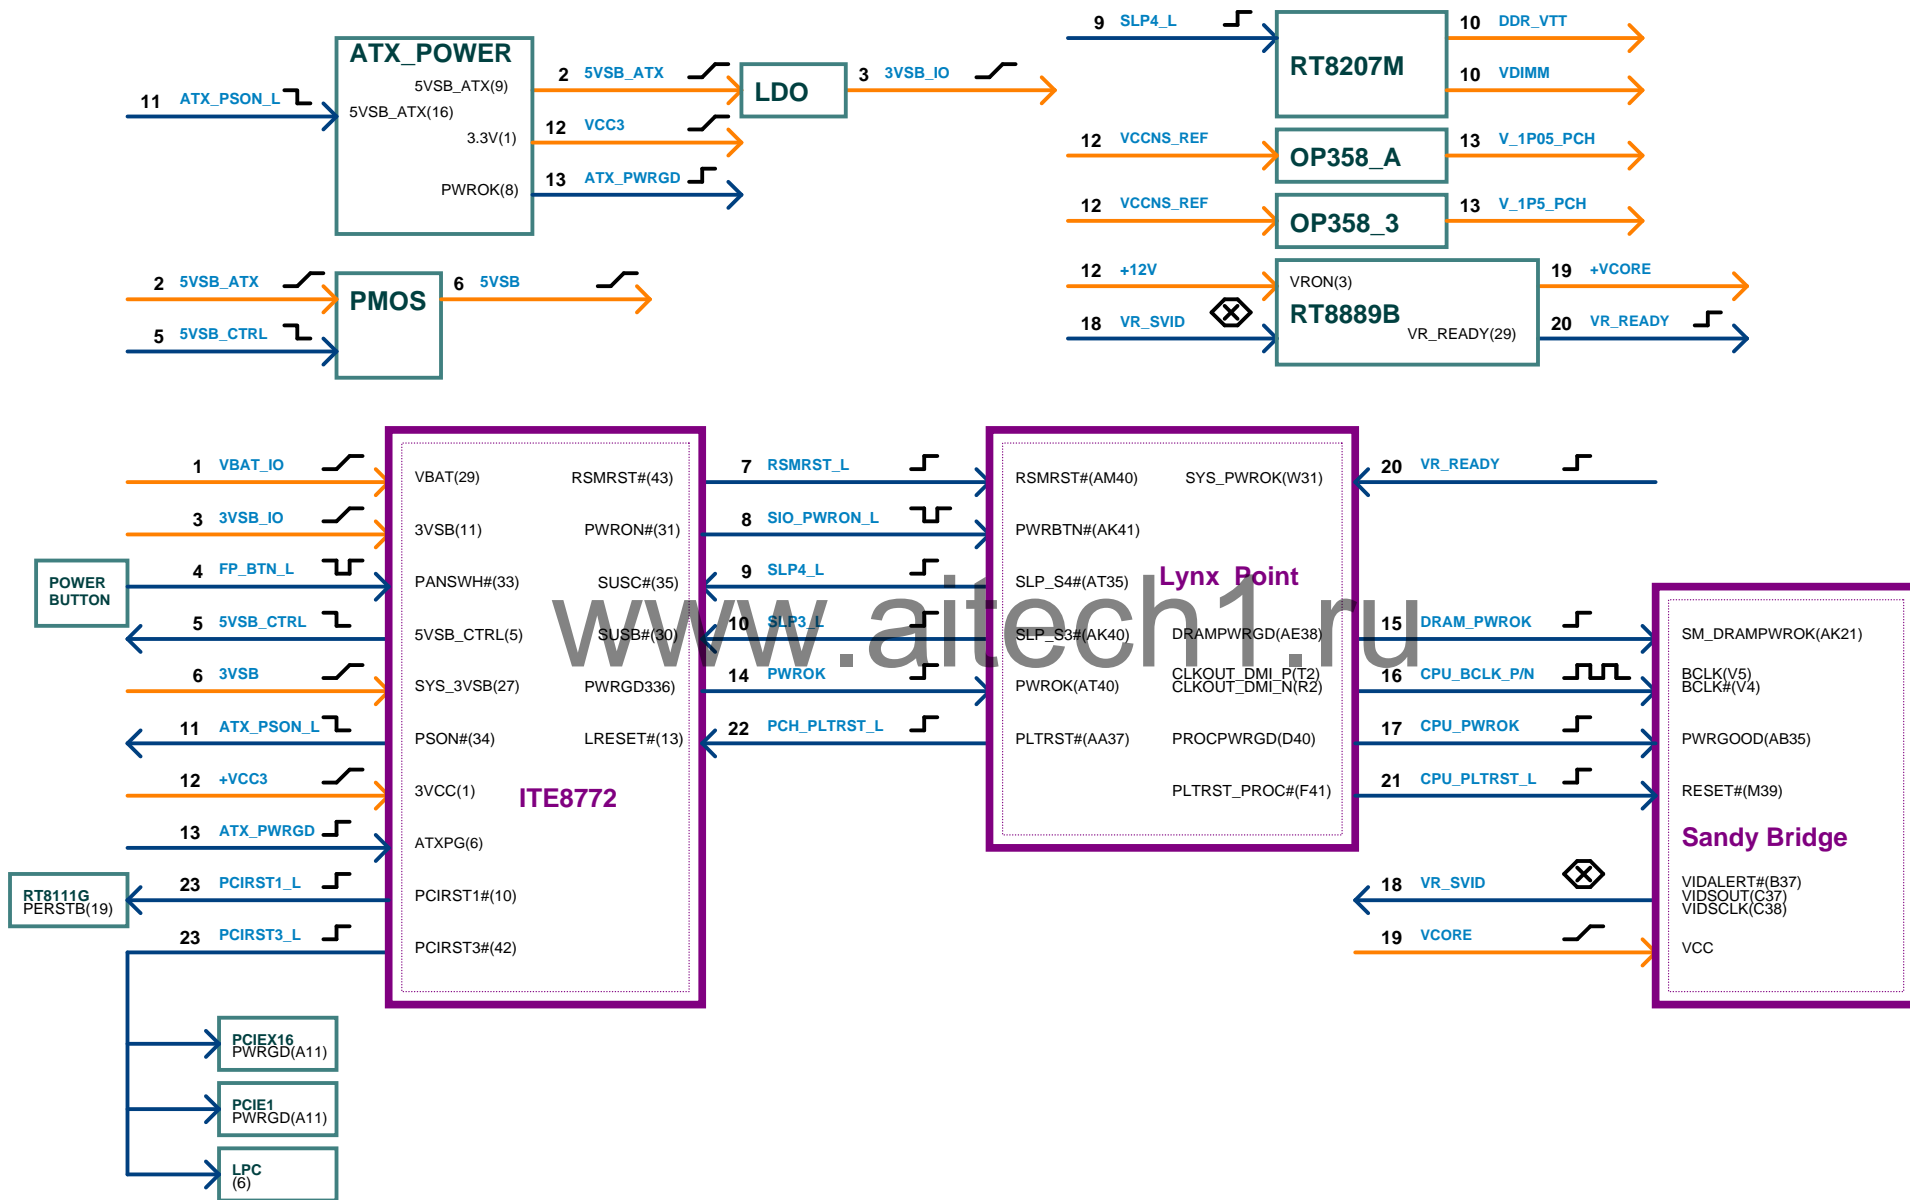 ATX_POWER
11 ATX_PSON_L
5VSB_ATX(9)
5VSB_ATX(16)
3.3V(1)
PWROK(8)
2 5VSB_ATX
12 VCC3
13 ATX_PWRGD
LDO
3 3VSB_IO
2 5VSB_ATX
5 5VSB_CTRL
PMOS
6 5VSB
9 SLP4_L
RT8207M
10 DDR_VTT
10 VDIMM
12 VCCNS_REF
OP358_A
13 V_1P05_PCH
12 VCCNS_REF
OP358_3
13 V_1P5_PCH
12 +12V
18 VR_SVID
VRON(3)
RT8889B
VR_READY(29)
19 +VCORE
20 VR_READY
1 VBAT_IO
3 3VSB_IO
POWER
BUTTON
4 FP_BTN_L
5 5VSB_CTRL
6 3VSB
11 ATX_PSON_L
12 +VCC3
13 ATX_PWRGD
RT8111G
PERSTB(19)
23 PCIRST1_L
23 PCIRST3_L
VBAT(29)
3VSB(11)
PANSWH#(33)
5VSB_CTRL(5)
SYS_3VSB(27)
PSON#(34)
3VCC(1)
ATXPG(6)
PCIRST1#(10)
PCIRST3#(42)
RSMRST#(43)
PWRON#(31)
SUSC#(35)
SUSB#(30)
PWRGD336)
LRESET#(13)
ITE8772
7 RSMRST_L
8 SIO_PWRON_L
9 SLP4_L
10 SLP3_L
14 PWROK
22 PCH_PLTRST_L
RSMRST#(AM40)
PWRBTN#(AK41)
SLP_S4#(AT35)
SLP_S3#(AK40)
PWROK(AT40)
PLTRST#(AA37)
SYS_PWROK(W31)
Lynx Point
DRAMPWRGD(AE38)
CLKOUT_DMI_P(T2)
CLKOUT_DMI_N(R2)
PROCPWRGD(D40)
PLTRST_PROC#(F41)
20 VR_READY
15 DRAM_PWROK
16 CPU_BCLK_P/N
17 CPU_PWROK
21 CPU_PLTRST_L
18 VR_SVID
19 VCORE
SM_DRAMPWROK(AK21)
BCLK(V5)
BCLK#(V4)
PWRGOOD(AB35)
RESET#(M39)
Sandy Bridge
VIDALERT#(B37)
VIDSOUT(C37)
VIDSCLK(C38)
VCC
www.aitech1.ru
PCIEX16
PWRGD(A11)
PCIE1
PWRGD(A11)
LPC
(6)